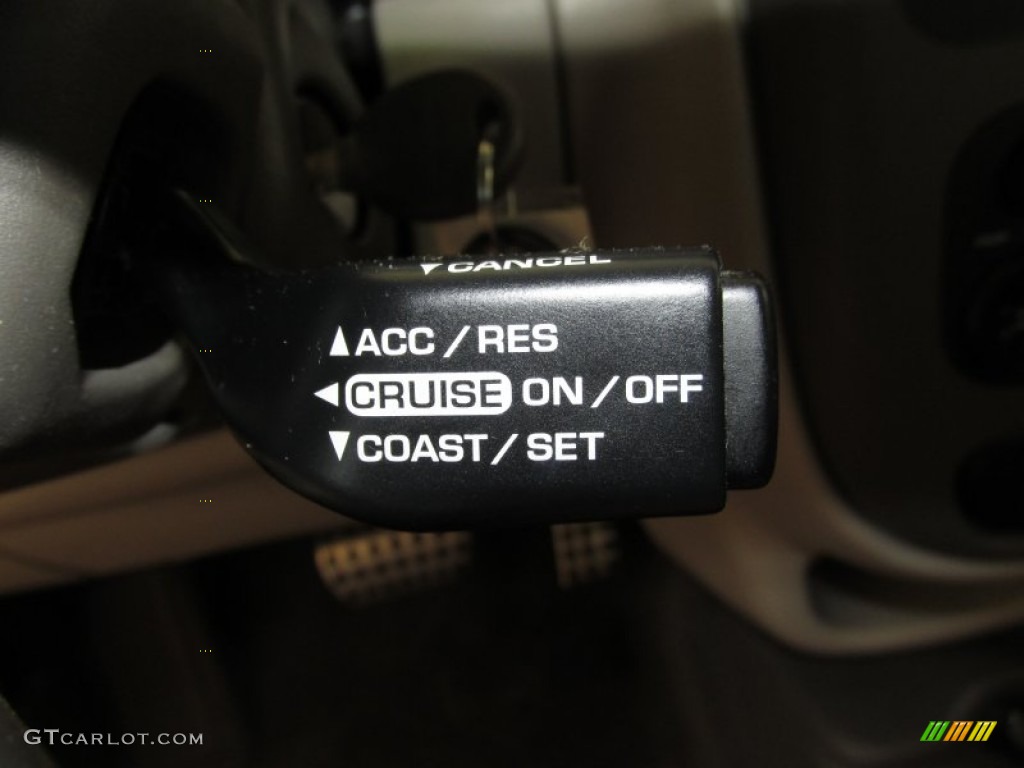 ▼CANCEL
▲ACC/RES
◀CRUISE ON/OFF
▼COAST/SET
GTCARLOT.COM